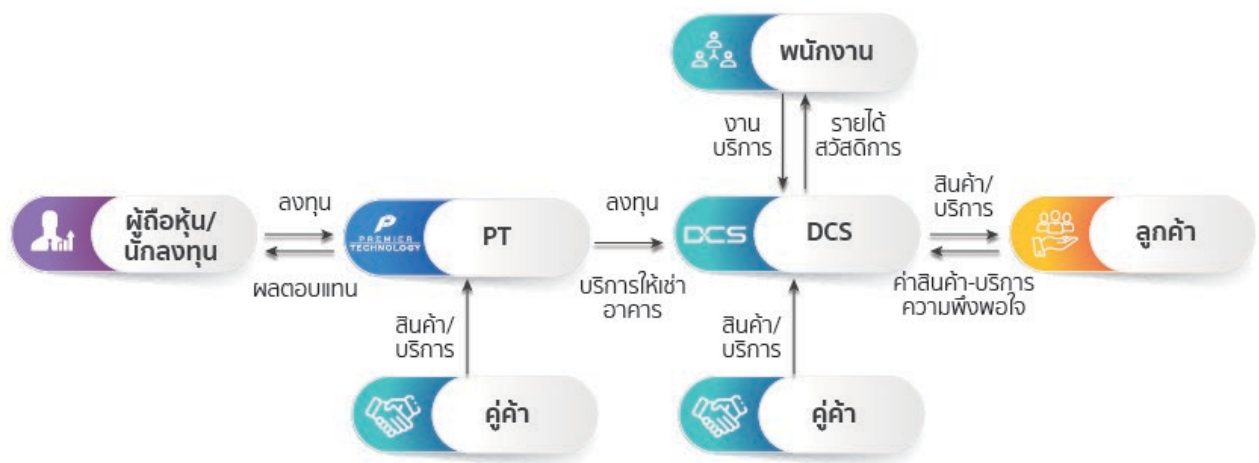 พนักงาน
งาน
บริการ
รายได้
สวัสดิการ
ผู้ถือหุ้น/
นักลงทุน
ลงทุน
ผลตอบแทน
PREMIER
TECHNOLOGY
PT
ลงทุน
บริการให้เช่า
อาคาร
DCS
DCS
สินค้า/
บริการ
ค่าสินค้า-บริการ
ความพึงพอใจ
ลูกค้า
สินค้า/
บริการ
สินค้า/
บริการ
คู่ค้า
คู่ค้า